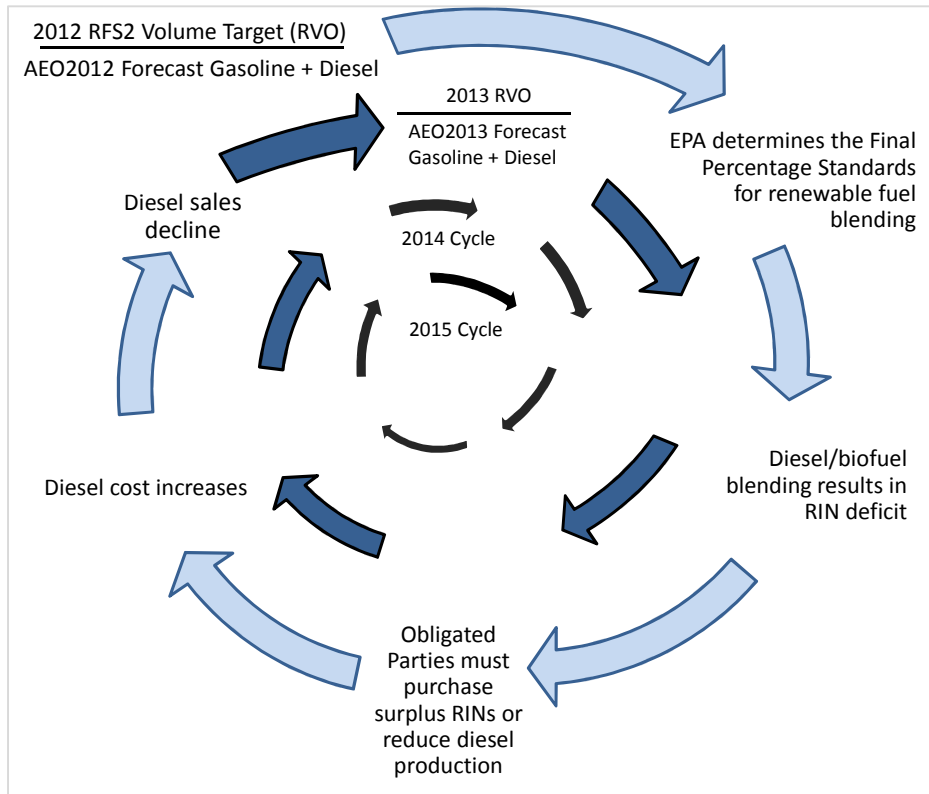 2012 RFS2 Volume Target (RVO)
AEO2012 Forecast Gasoline + Diesel
2013 RVO
AEO2013 Forecast
Gasoline + Diesel
EPA determines the Final
Percentage Standards
for renewable fuel
blending
Diesel/biofuel
blending results in
RIN deficit
Obligated
Parties must
purchase
surplus RINs or
reduce diesel
production
Diesel cost increases
Diesel sales
decline
2014 Cycle
2015 Cycle